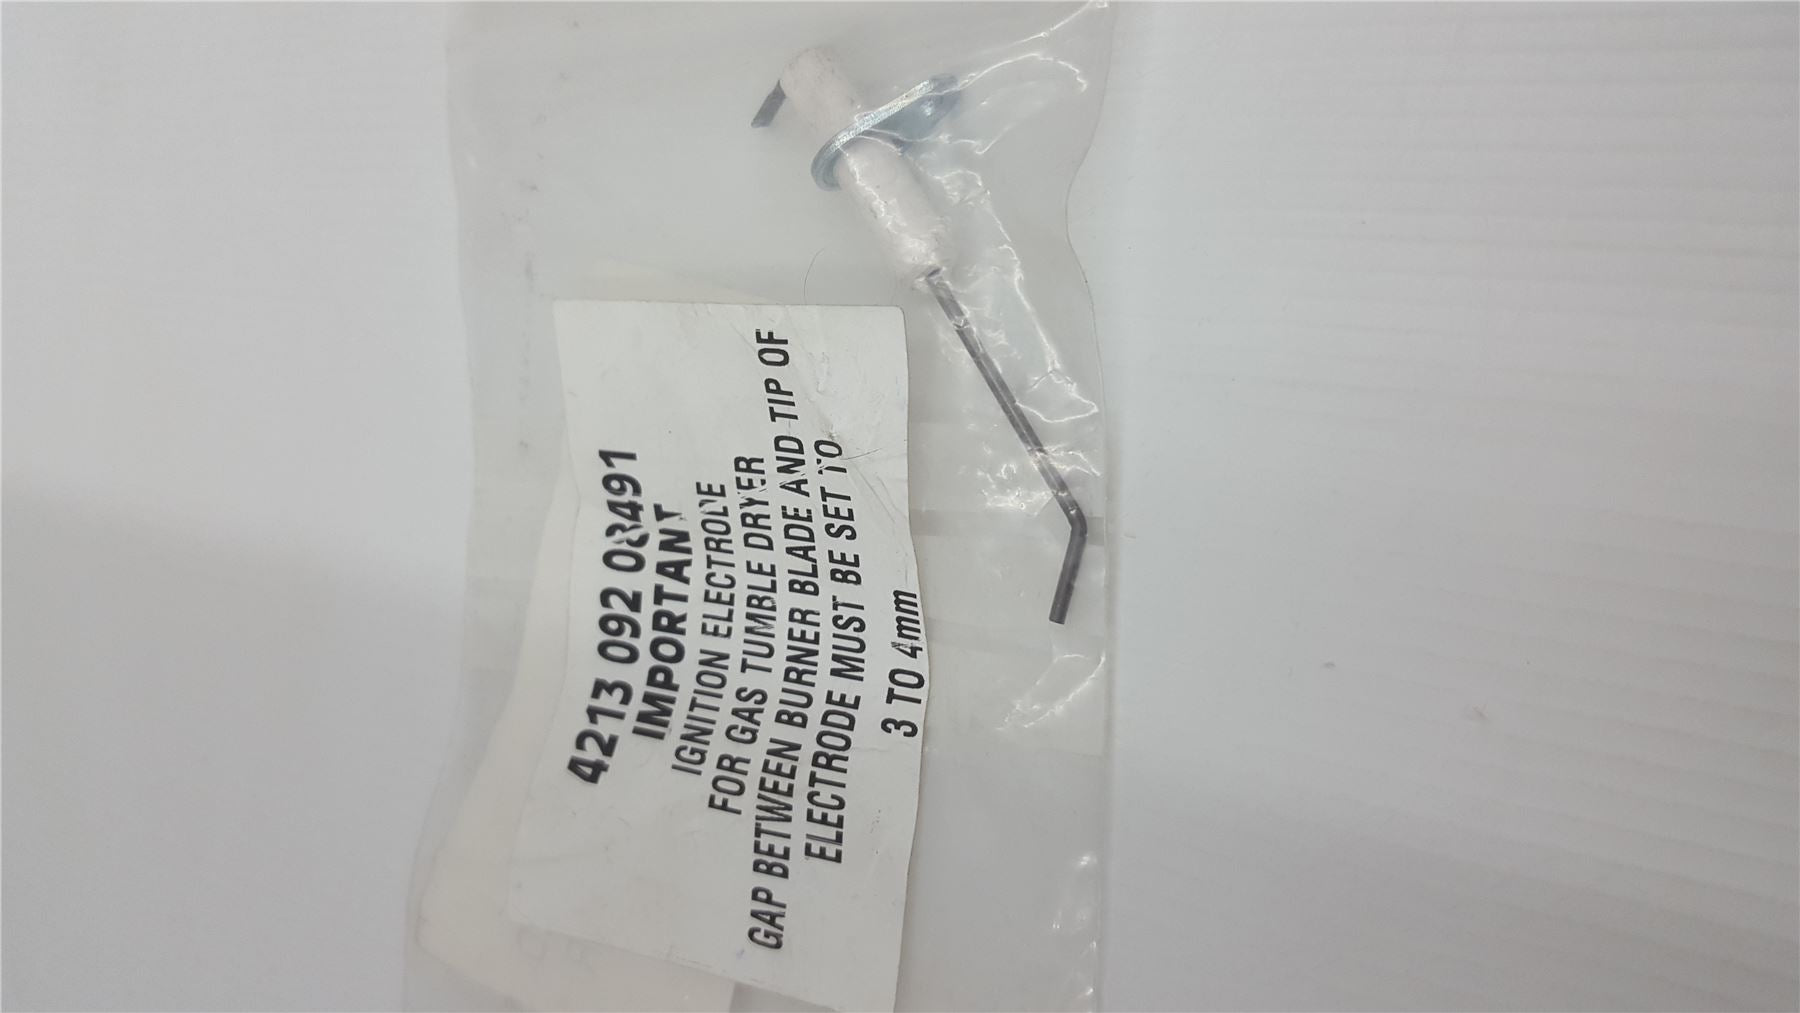 4213 092 08491
IMPORTANT
IGNITION ELECTRODE
FOR GAS TUMBLE DRYER
GAP BETWEEN BURNER BLADE AND TIP OF
ELECTRODE MUST BE SET TO
3 TO 4mm